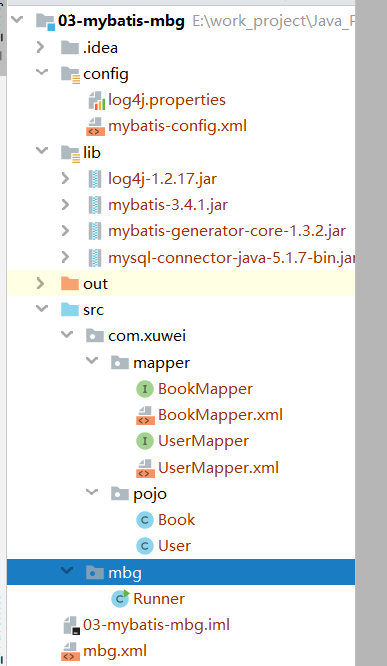 03-mybatis-mbg E:\work_project\Java_F
.idea
config
log4j.properties
mybatis-config.xml
lib
log4j-1.2.17.jar
mybatis-3.4.1.jar
mybatis-generator-core-1.3.2.jar
mysql-connector-java-5.1.7-bin.jar
out
src
com.xuwei
mapper
BookMapper
BookMapper.xml
UserMapper
UserMapper.xml
pojo
Book
User
mbg
Runner
03-mybatis-mbg.iml
mbg.xml